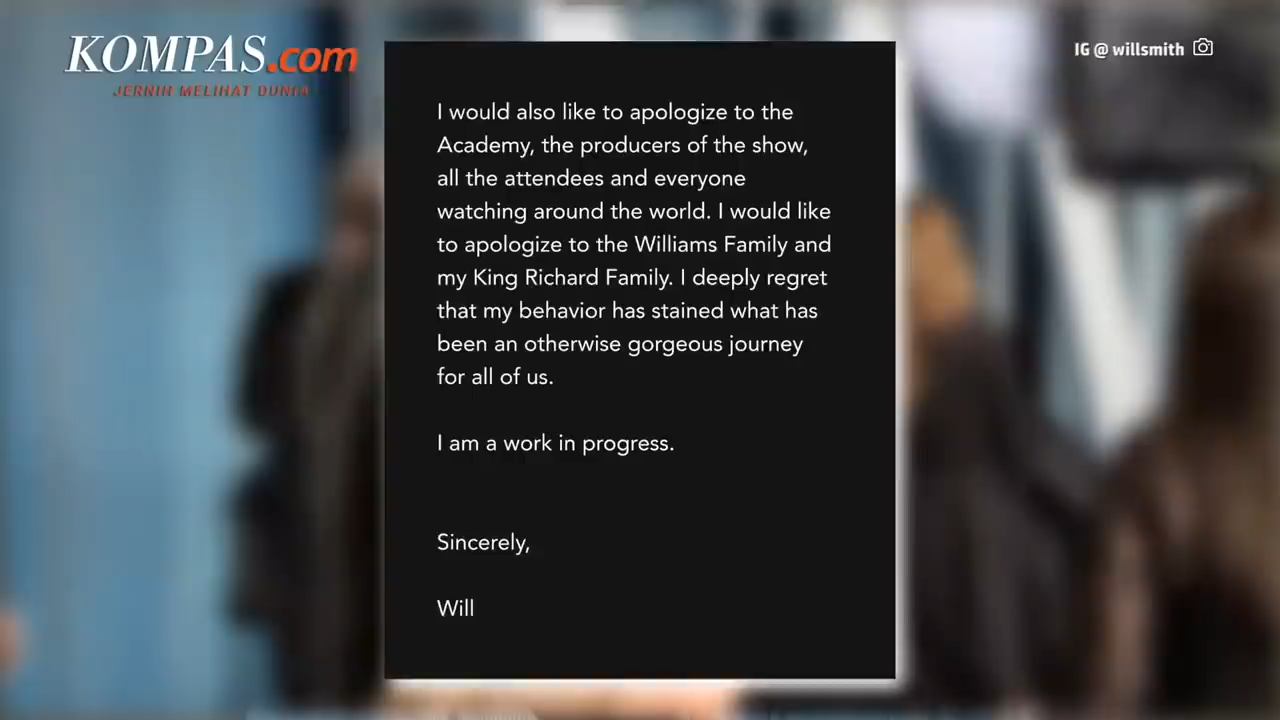 KOMPAS.com
JERNIH MELIHAT DUNIA
IG @ willsmith
I would also like to apologize to the
Academy, the producers of the show,
all the attendees and everyone
watching around the world. I would like
to apologize to the Williams Family and
my King Richard Family. I deeply regret
that my behavior has stained what has
been an otherwise gorgeous journey
for all of us.
I am a work in progress.
Sincerely,
Will